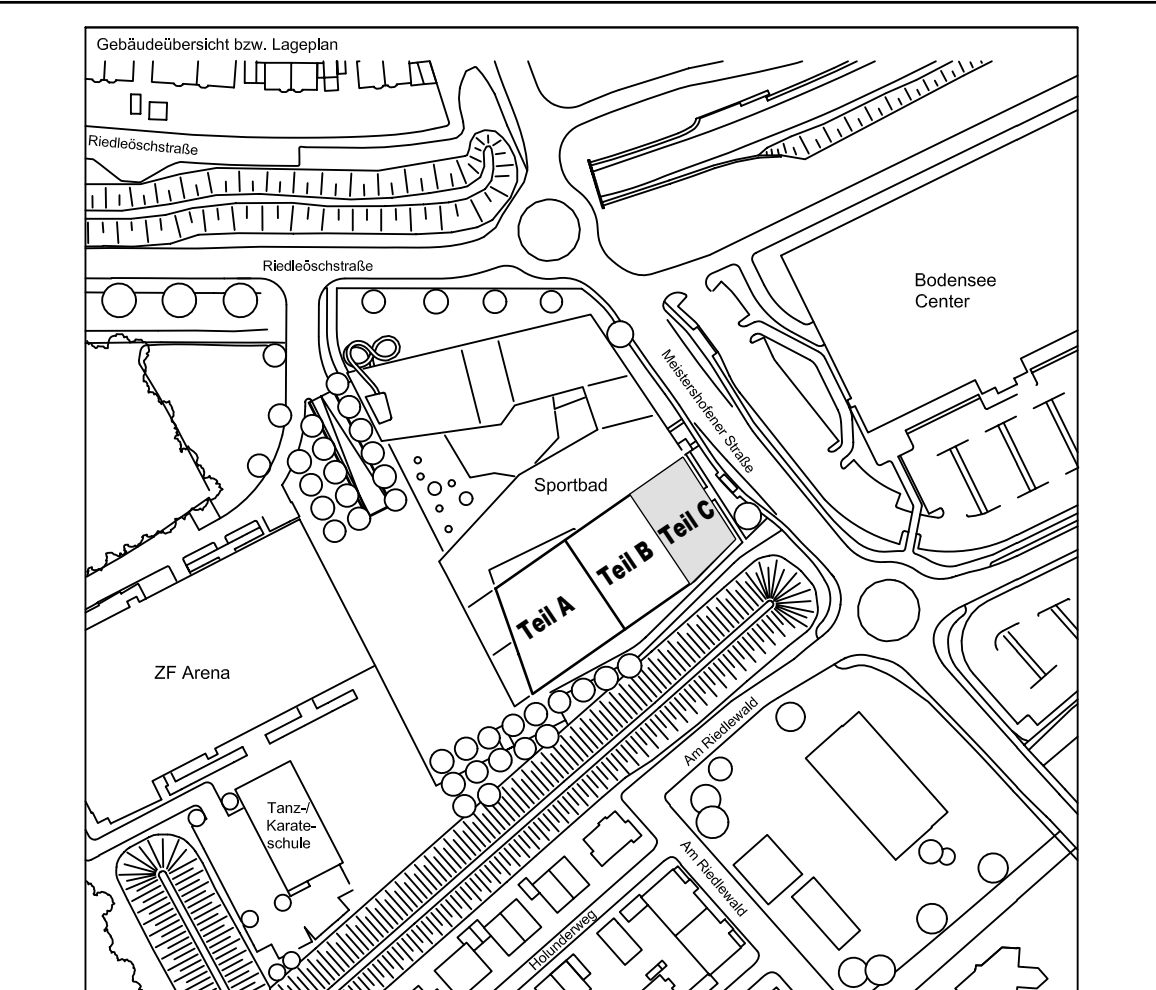 Gebäudeübersicht bzw. Lageplan
Riedleöschstraße
Riedleöschstraße
Bodensee
Center
Meistershofener Straße
Sportbad
Teil C
Teil B
Teil A
ZF Arena
Am Riedlewald
Tanz-/
Karate-
schule
Am Riedlewald
Holunderweg